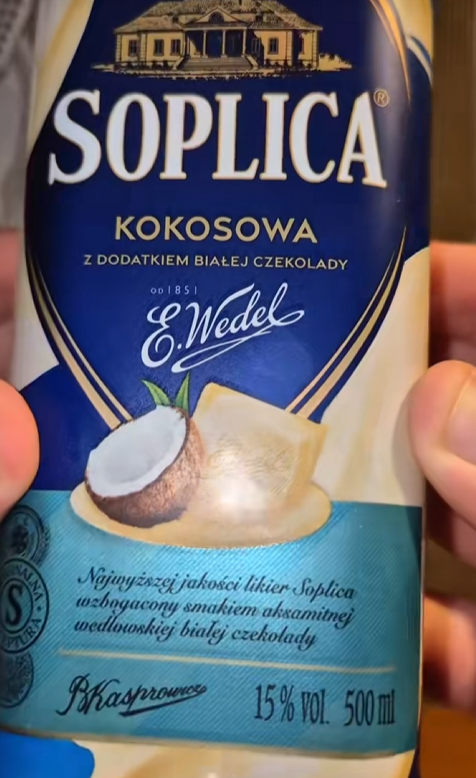 SOPLICA®
KOKOSOWA
Z DODATKIEM BIAŁEJ CZEKOLADY
OD 1851
E. Wedel
Najwyższej jakości likier Soplica
wzbogacony smakiem aksamitnej
wedlowskiej białej czekolady
S
BKasprowicz
15% vol. 500 ml